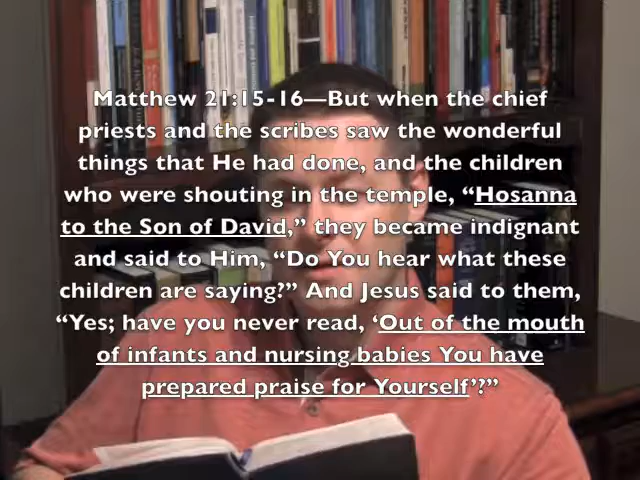 Matthew 21:15-16—But when the chief
priests and the scribes saw the wonderful
things that He had done, and the children
who were shouting in the temple, “Hosanna
to the Son of David,” they became indignant
and said to Him, “Do You hear what these
children are saying?” And Jesus said to them,
“Yes; have you never read, ‘Out of the mouth
of infants and nursing babies You have
prepared praise for Yourself’?”